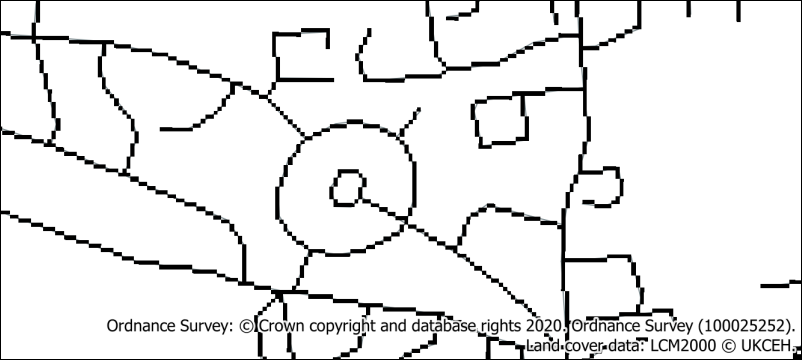 Ordnance Survey: © Crown copyright and database rights 2020. Ordnance Survey (100025252).
Land cover data: LCM2000 © UKCEH.